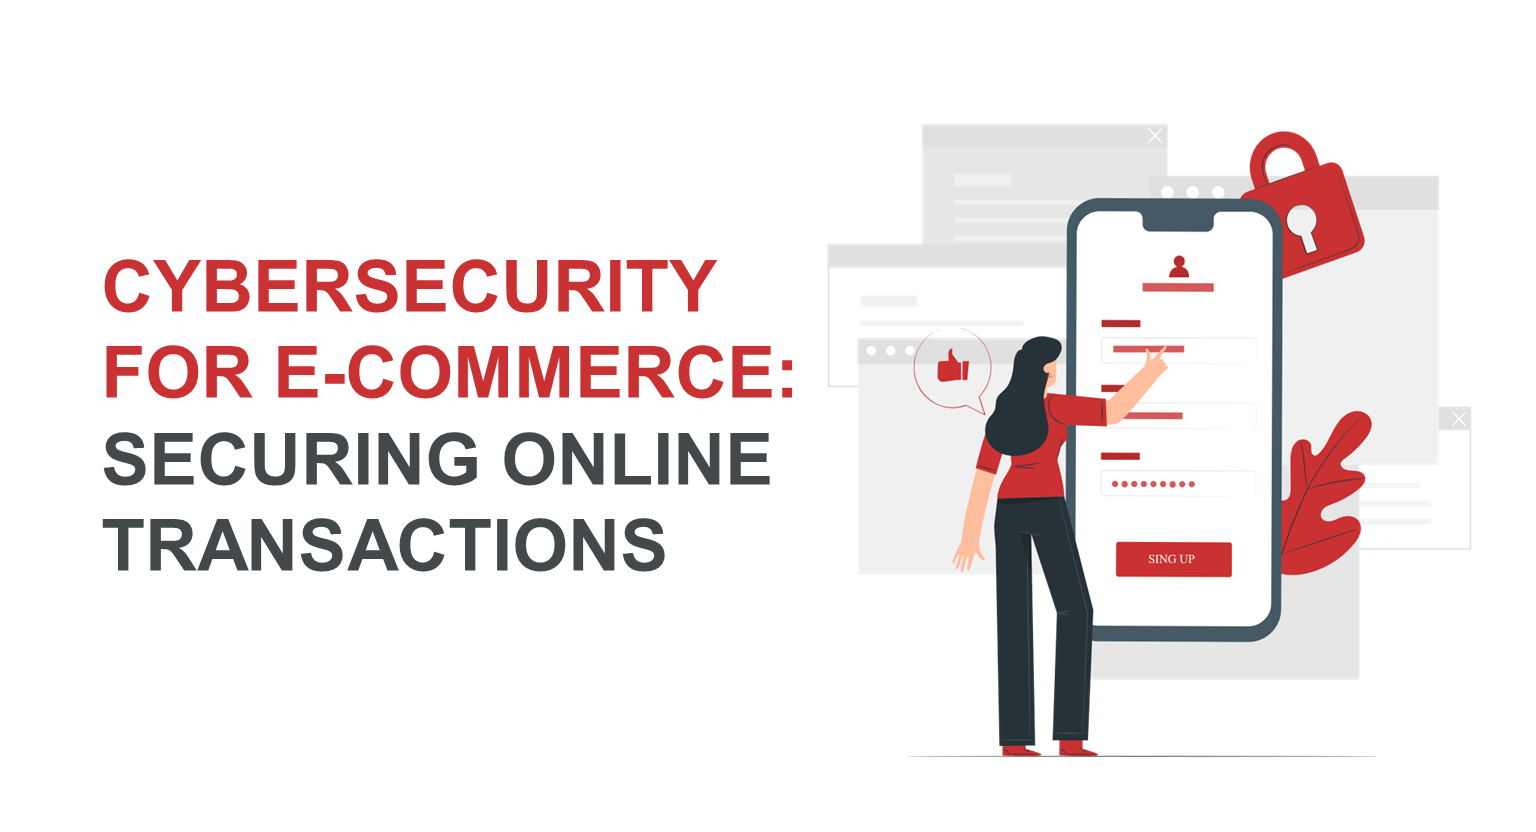 CYBERSECURITY
FOR E-COMMERCE:
SECURING ONLINE
TRANSACTIONS
SING UP